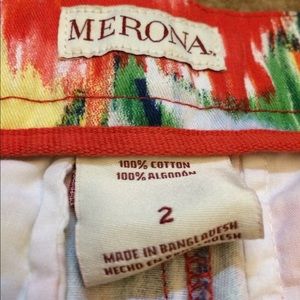 MERONA
100% COTTON
100% ALGODÓN
2
MADE IN BANGLADESH
HECHO EN BANGLADESH